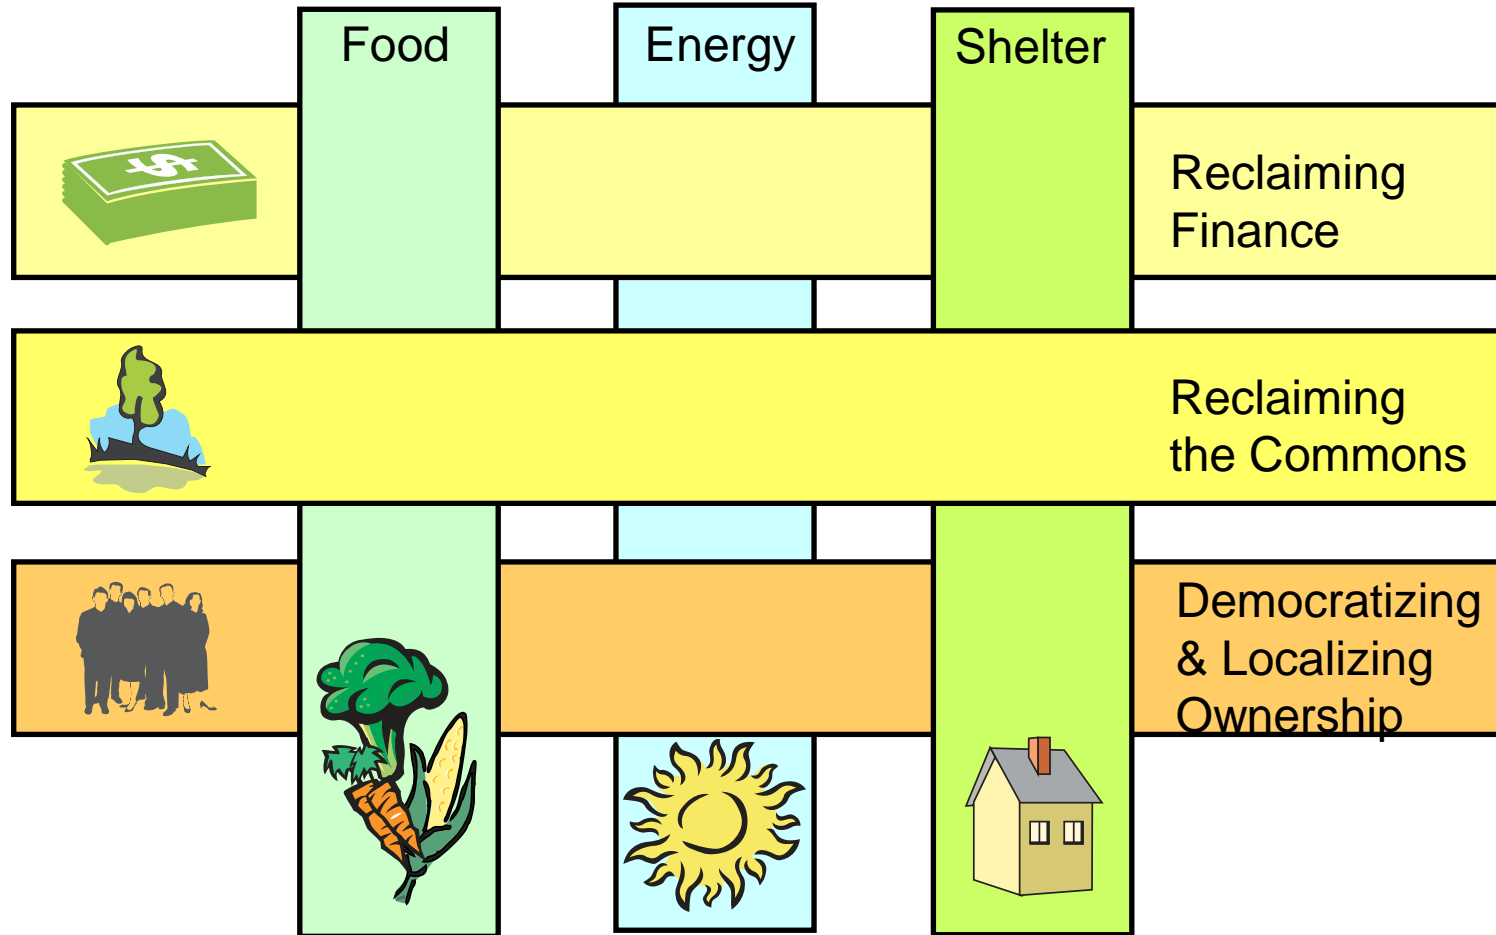 Food
Energy
Shelter
$
Reclaiming
Finance
Reclaiming
the Commons
Democratizing
& Localizing
Ownership